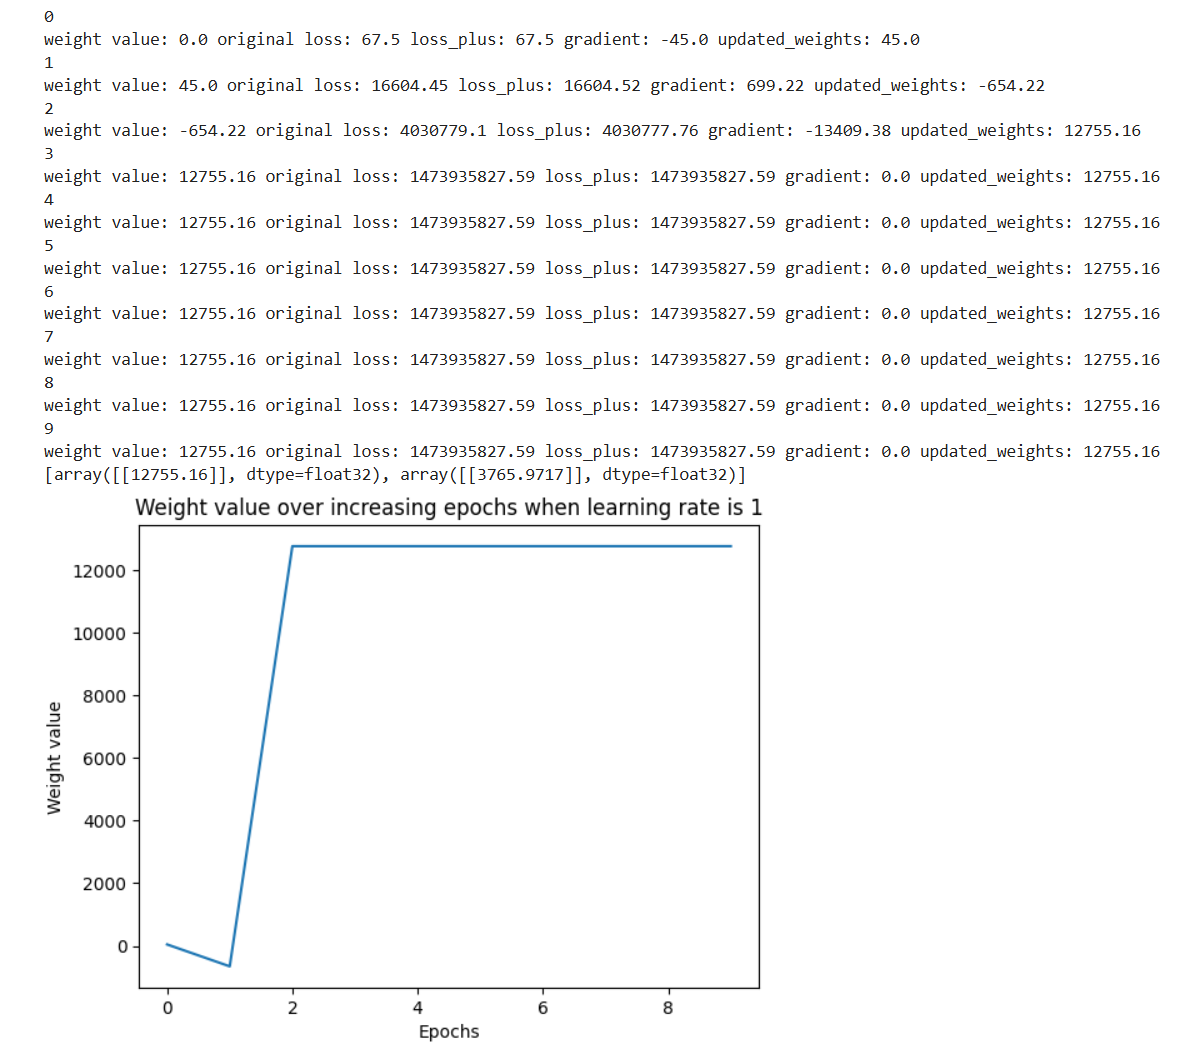 0
weight value: 0.0 original loss: 67.5 loss_plus: 67.5 gradient: -45.0 updated_weights: 45.0
1
weight value: 45.0 original loss: 16604.45 loss_plus: 16604.52 gradient: 699.22 updated_weights: -654.22
2
weight value: -654.22 original loss: 4030779.1 loss_plus: 4030777.76 gradient: -13409.38 updated_weights: 12755.16
3
weight value: 12755.16 original loss: 1473935827.59 loss_plus: 1473935827.59 gradient: 0.0 updated_weights: 12755.16
4
weight value: 12755.16 original loss: 1473935827.59 loss_plus: 1473935827.59 gradient: 0.0 updated_weights: 12755.16
5
weight value: 12755.16 original loss: 1473935827.59 loss_plus: 1473935827.59 gradient: 0.0 updated_weights: 12755.16
6
weight value: 12755.16 original loss: 1473935827.59 loss_plus: 1473935827.59 gradient: 0.0 updated_weights: 12755.16
7
weight value: 12755.16 original loss: 1473935827.59 loss_plus: 1473935827.59 gradient: 0.0 updated_weights: 12755.16
8
weight value: 12755.16 original loss: 1473935827.59 loss_plus: 1473935827.59 gradient: 0.0 updated_weights: 12755.16
9
weight value: 12755.16 original loss: 1473935827.59 loss_plus: 1473935827.59 gradient: 0.0 updated_weights: 12755.16
[array([[12755.16]], dtype=float32), array([[3765.9717]], dtype=float32)]
Weight value over increasing epochs when learning rate is 1
12000
10000
8000
6000
4000
2000
0
Weight value
0 2 4 6 8
Epochs